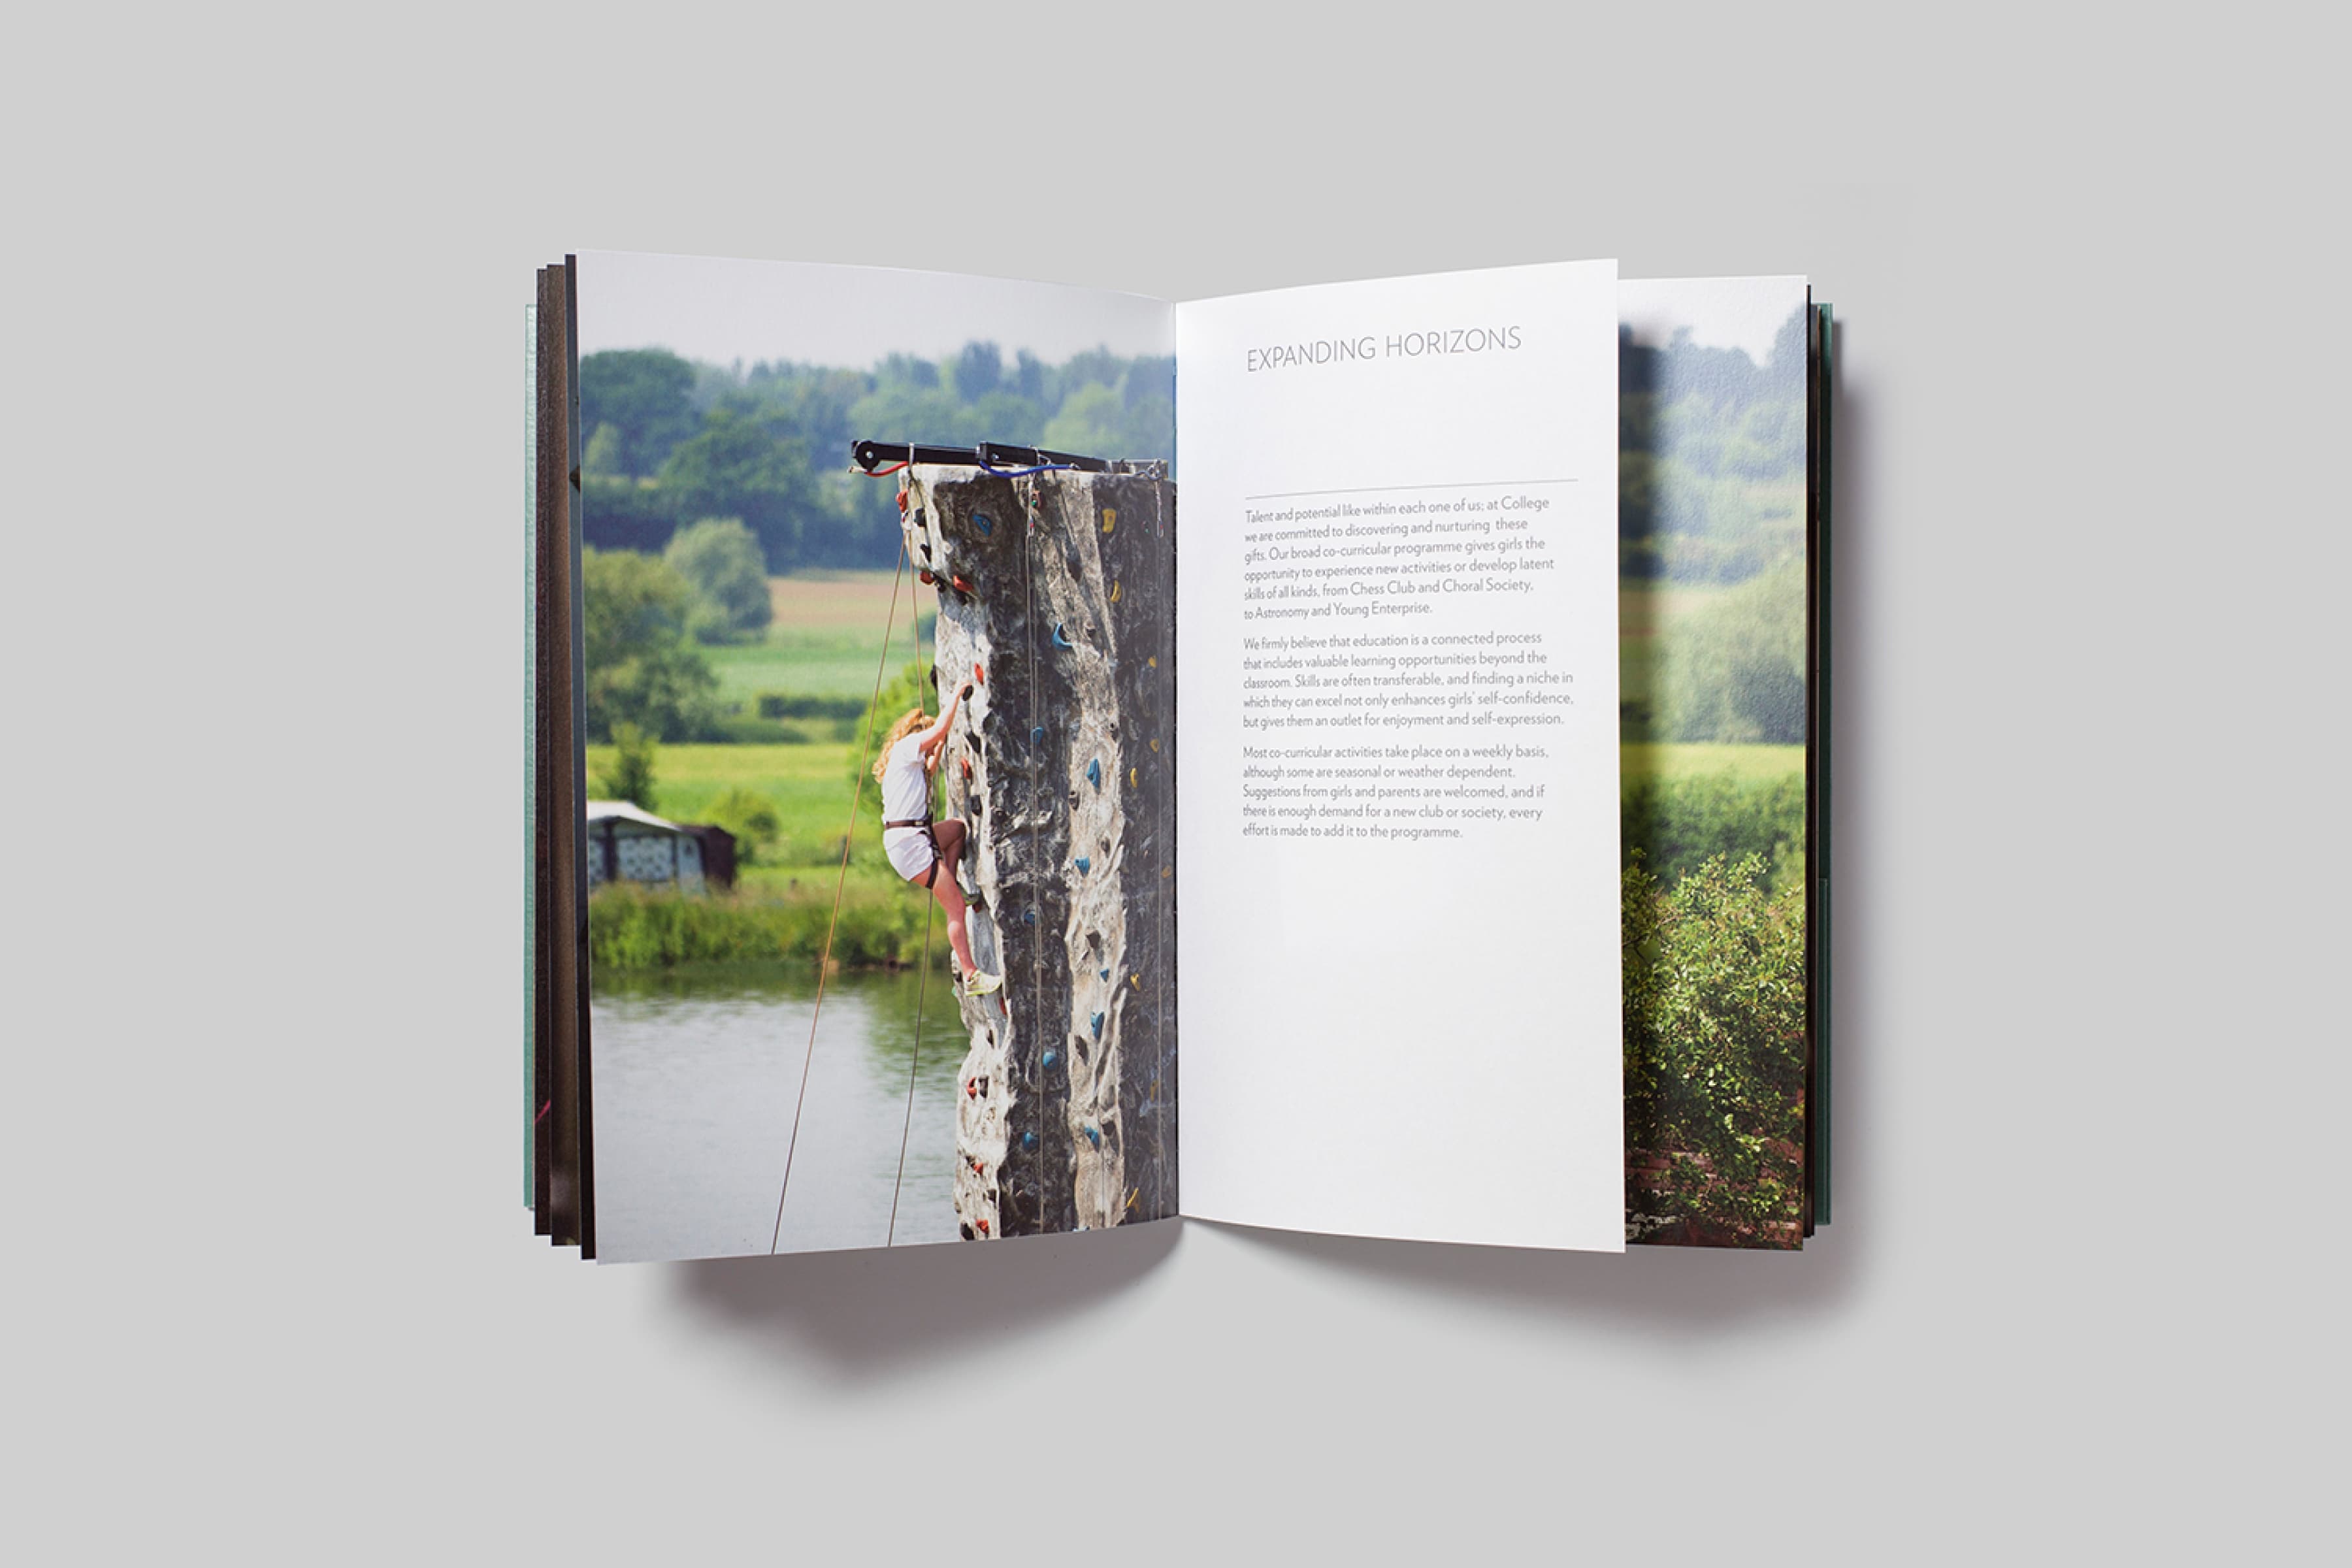 EXPANDING HORIZONS
Talent and potential like within each one of us; at College
we are committed to discovering and nurturing these
gifts. Our broad co-curricular programme gives girls the
opportunity to experience new activities or develop latent
skills of all kinds, from Chess Club and Choral Society,
to Astronomy and Young Enterprise.
We firmly believe that education is a connected process
that includes valuable learning opportunities beyond the
classroom. Skills are often transferable, and finding a niche in
which they can excel not only enhances girls' self-confidence,
but gives them an outlet for enjoyment and self-expression.
Most co-curricular activities take place on a weekly basis,
although some are seasonal or weather dependent.
Suggestions from girls and parents are welcomed, and if
there is enough demand for a new club or society, every
effort is made to add it to the programme.